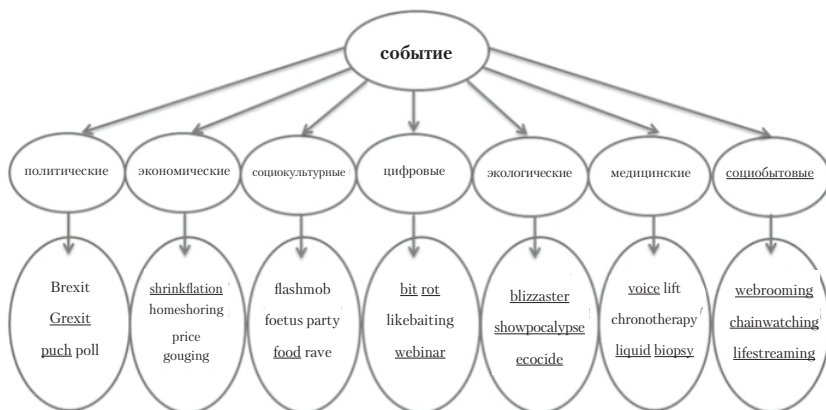 событие
политические
экономические
социокультурные
цифровые
экологические
медицинские
социобытовые
Brexit
Grexit
puch poll
shrinkflation
homeshoring
price
gouging
flashmob
foetus party
food rave
bit rot
likebaiting
webinar
blizzaster
showpocalypse
ecocide
voice lift
chronotherapy
liquid biopsy
webrooming
chainwatching
lifestreaming